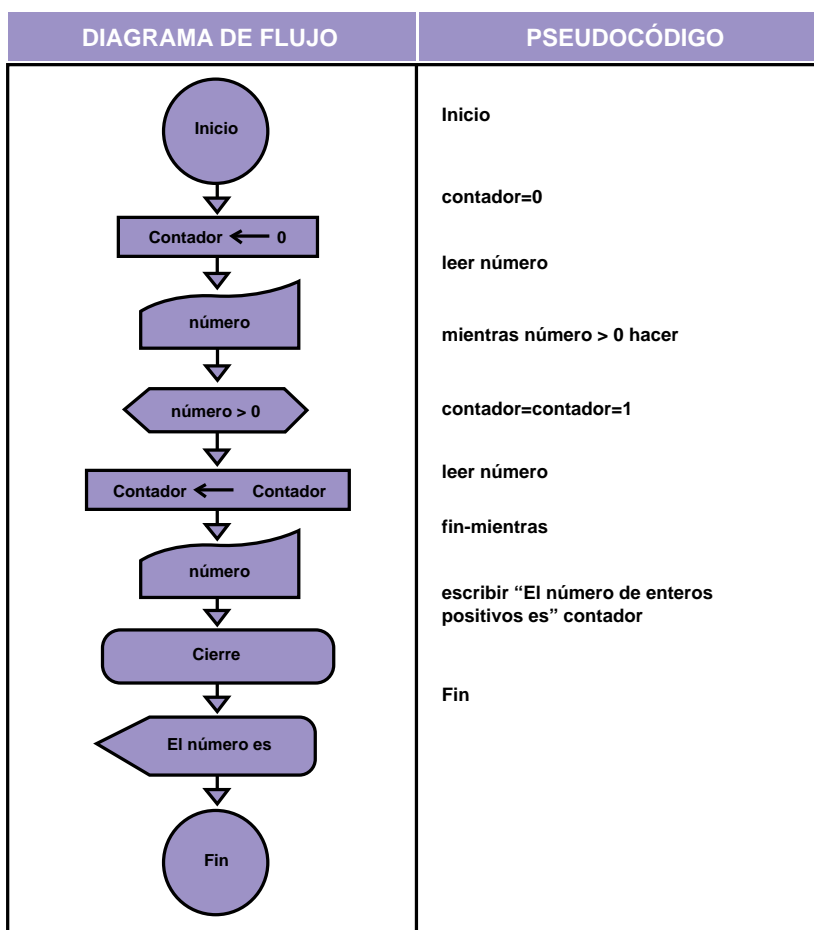 DIAGRAMA DE FLUJO
PSEUDOCÓDIGO
Inicio
Contador ← 0
número
número > 0
Contador ← Contador
número
Cierre
El número es
Fin
Inicio
contador=0
leer número
mientras número > 0 hacer
contador=contador=1
leer número
fin-mientras
escribir “El número de enteros
positivos es” contador
Fin